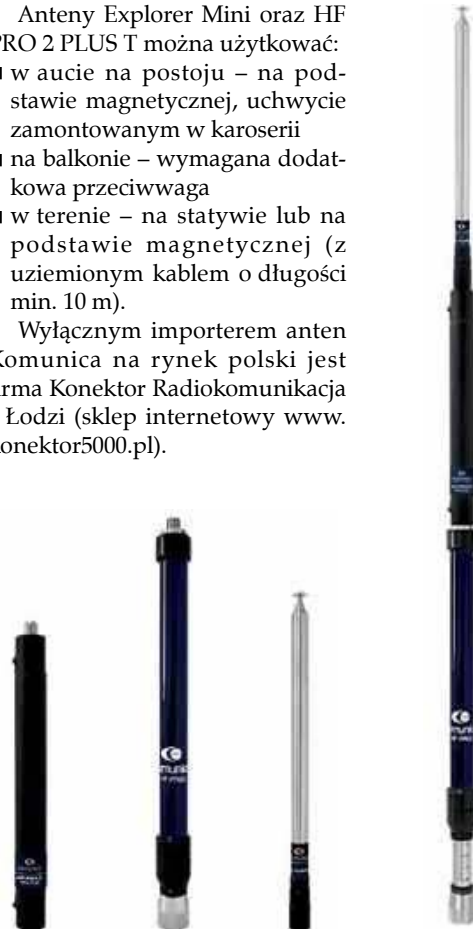 Anteny Explorer Mini oraz HF
PRO 2 PLUS T można użytkować:
w aucie na postoju – na pod-
stawie magnetycznej, uchwycie
zamontowanym w karoserii
na balkonie – wymagana dodat-
kowa przeciwwaga
w terenie – na statywie lub na
podstawie magnetycznej (z
uziemionym kablem o długości
min. 10 m).
Wyłącznym importerem anten
Komunica na rynek polski jest
irma Konektor Radiokomunikacja
Łodzi (sklep internetowy www.
konektor5000.pl).